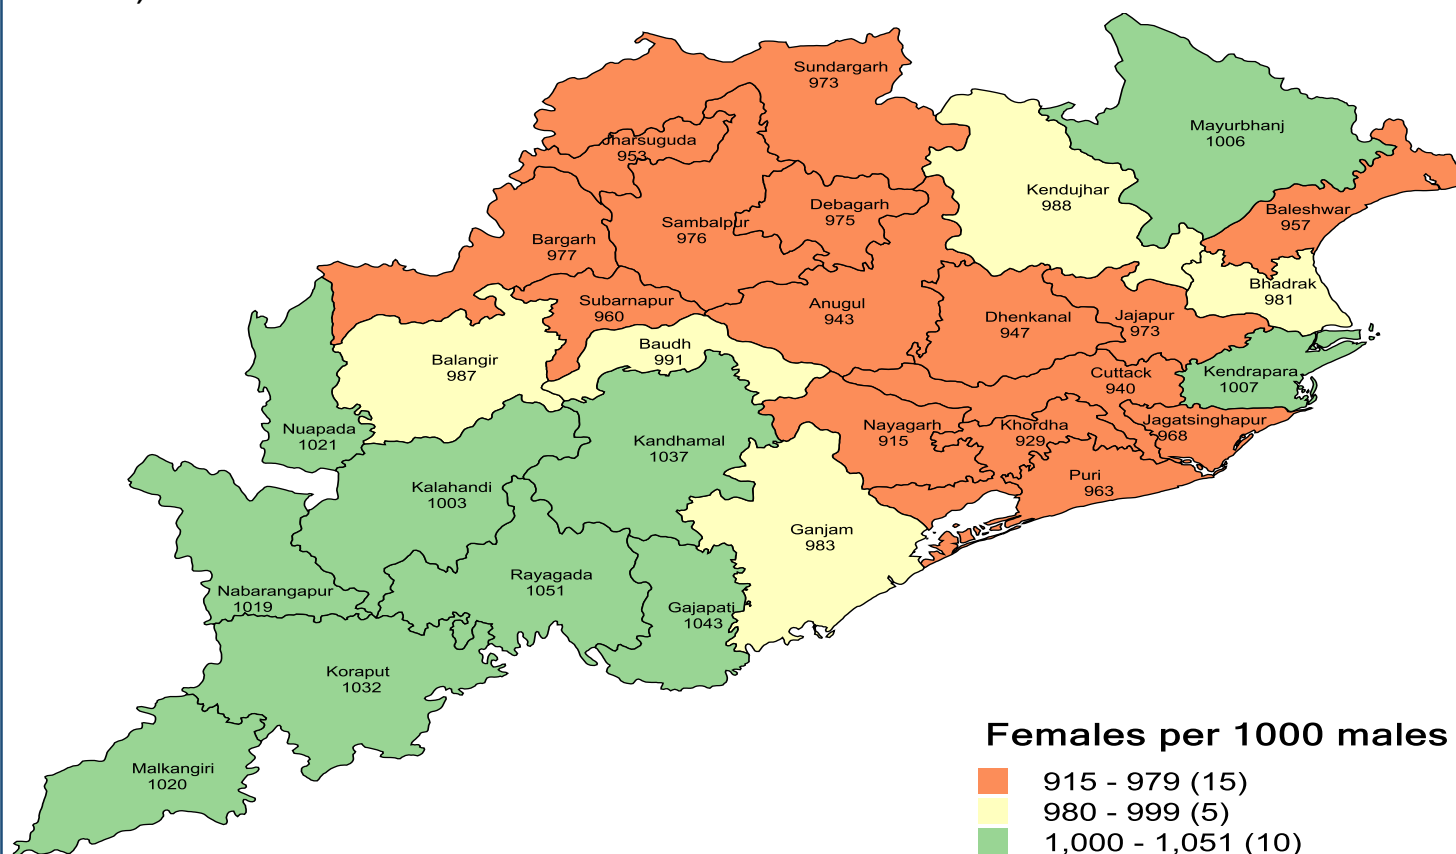 Sundargarh
973
Jharsuguda
953
Mayurbhanj
1006
Kendujhar
988
Debagarh
975
Sambalpur
976
Baleshwar
957
Bargarh
977
Bhadrak
981
Subarnapur
960
Anugul
943
Dhenkanal
947
Jajapur
973
Baudh
991
Balangir
987
Cuttack
940
Kendrapara
1007
Nuapada
1021
Kandhamal
1037
Nayagarh
915
Khordha
929
Jagatsinghapur
968
Puri
963
Kalahandi
1003
Ganjam
983
Rayagada
1051
Nabarangapur
1019
Gajapati
1043
Koraput
1032
Malkangiri
1020
Females per 1000 males
915 - 979 (15)
980 - 999 (5)
1,000 - 1,051 (10)